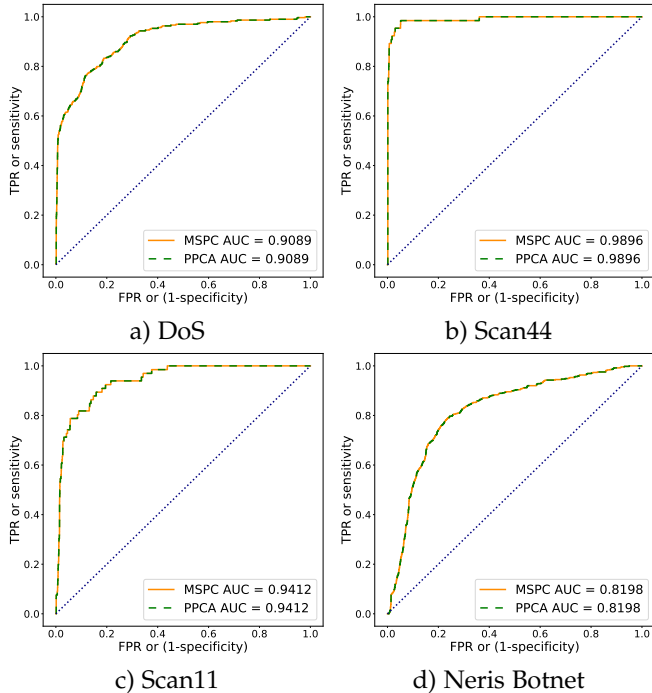 1.0
0.8
0.6
0.4
0.2
0.0
TPR or sensitivity
MSPC AUC = 0.9089
PPCA AUC = 0.9089
0.0 0.2 0.4 0.6 0.8 1.0
FPR or (1-specificity)
a) DoS
1.0
0.8
0.6
0.4
0.2
0.0
TPR or sensitivity
MSPC AUC = 0.9896
PPCA AUC = 0.9896
0.0 0.2 0.4 0.6 0.8 1.0
FPR or (1-specificity)
b) Scan44
1.0
0.8
0.6
0.4
0.2
0.0
TPR or sensitivity
MSPC AUC = 0.9412
PPCA AUC = 0.9412
0.0 0.2 0.4 0.6 0.8 1.0
FPR or (1-specificity)
c) Scan11
1.0
0.8
0.6
0.4
0.2
0.0
TPR or sensitivity
MSPC AUC = 0.8198
PPCA AUC = 0.8198
0.0 0.2 0.4 0.6 0.8 1.0
FPR or (1-specificity)
d) Neris Botnet